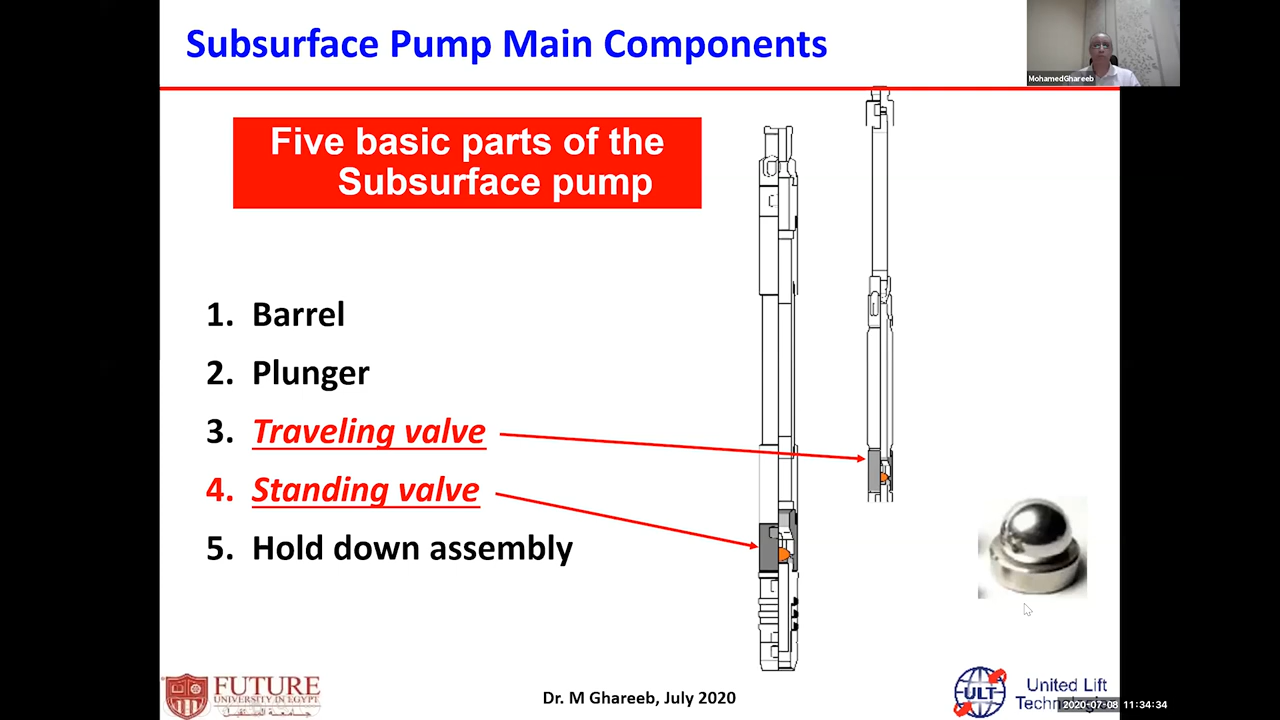 Subsurface Pump Main Components
MohamedGhareeb
Five basic parts of the
Subsurface pump
1. Barrel
2. Plunger
3. Traveling valve
4. Standing valve
5. Hold down assembly
FUTURE
UNIVERSITY IN EGYPT
جامعة المستقبل
Dr. M Ghareeb, July 2020
ULT
United Lift
2020-07-08 11:34:34